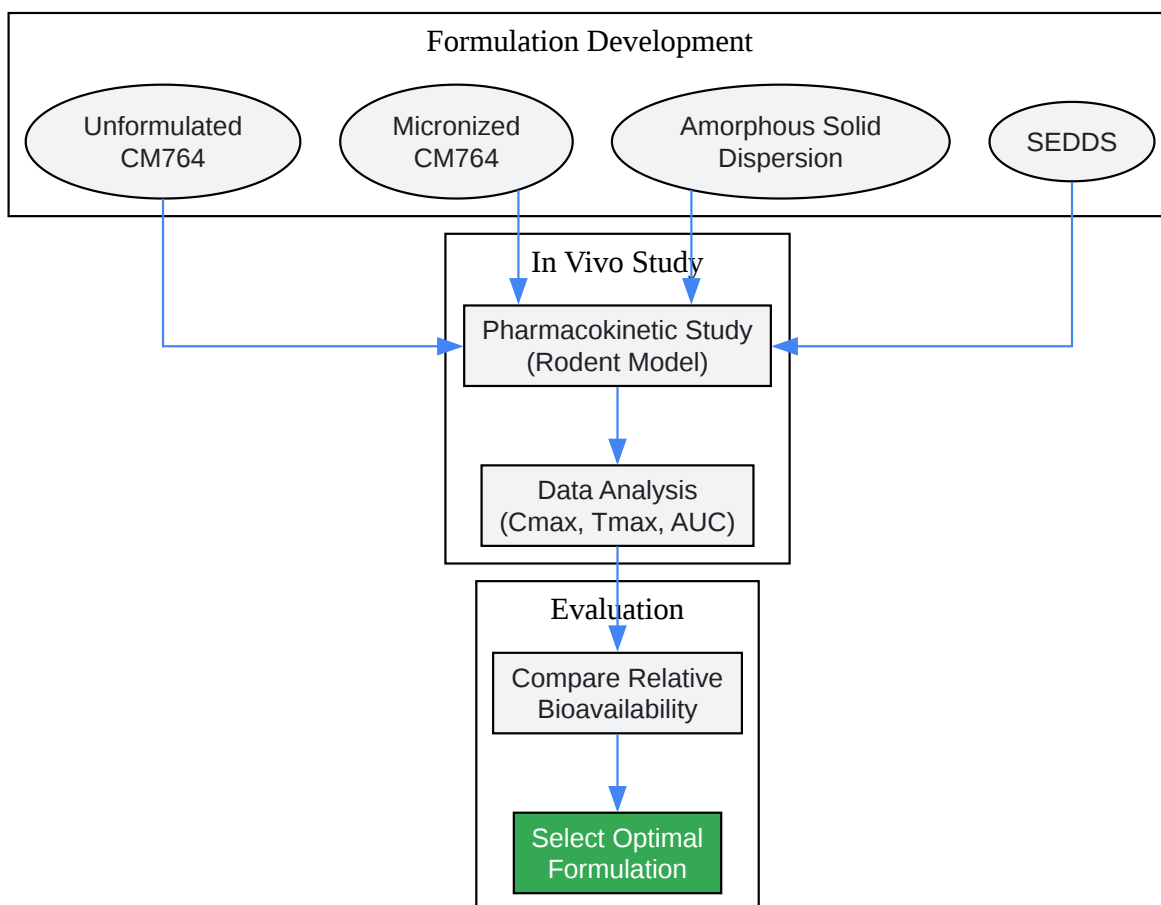 Formulation Development
Unformulated
CM764
Micronized
CM764
Amorphous Solid
Dispersion
SEDDS
In Vivo Study
Pharmacokinetic Study
(Rodent Model)
Data Analysis
(Cmax, Tmax, AUC)
Evaluation
Compare Relative
Bioavailability
Select Optimal
Formulation